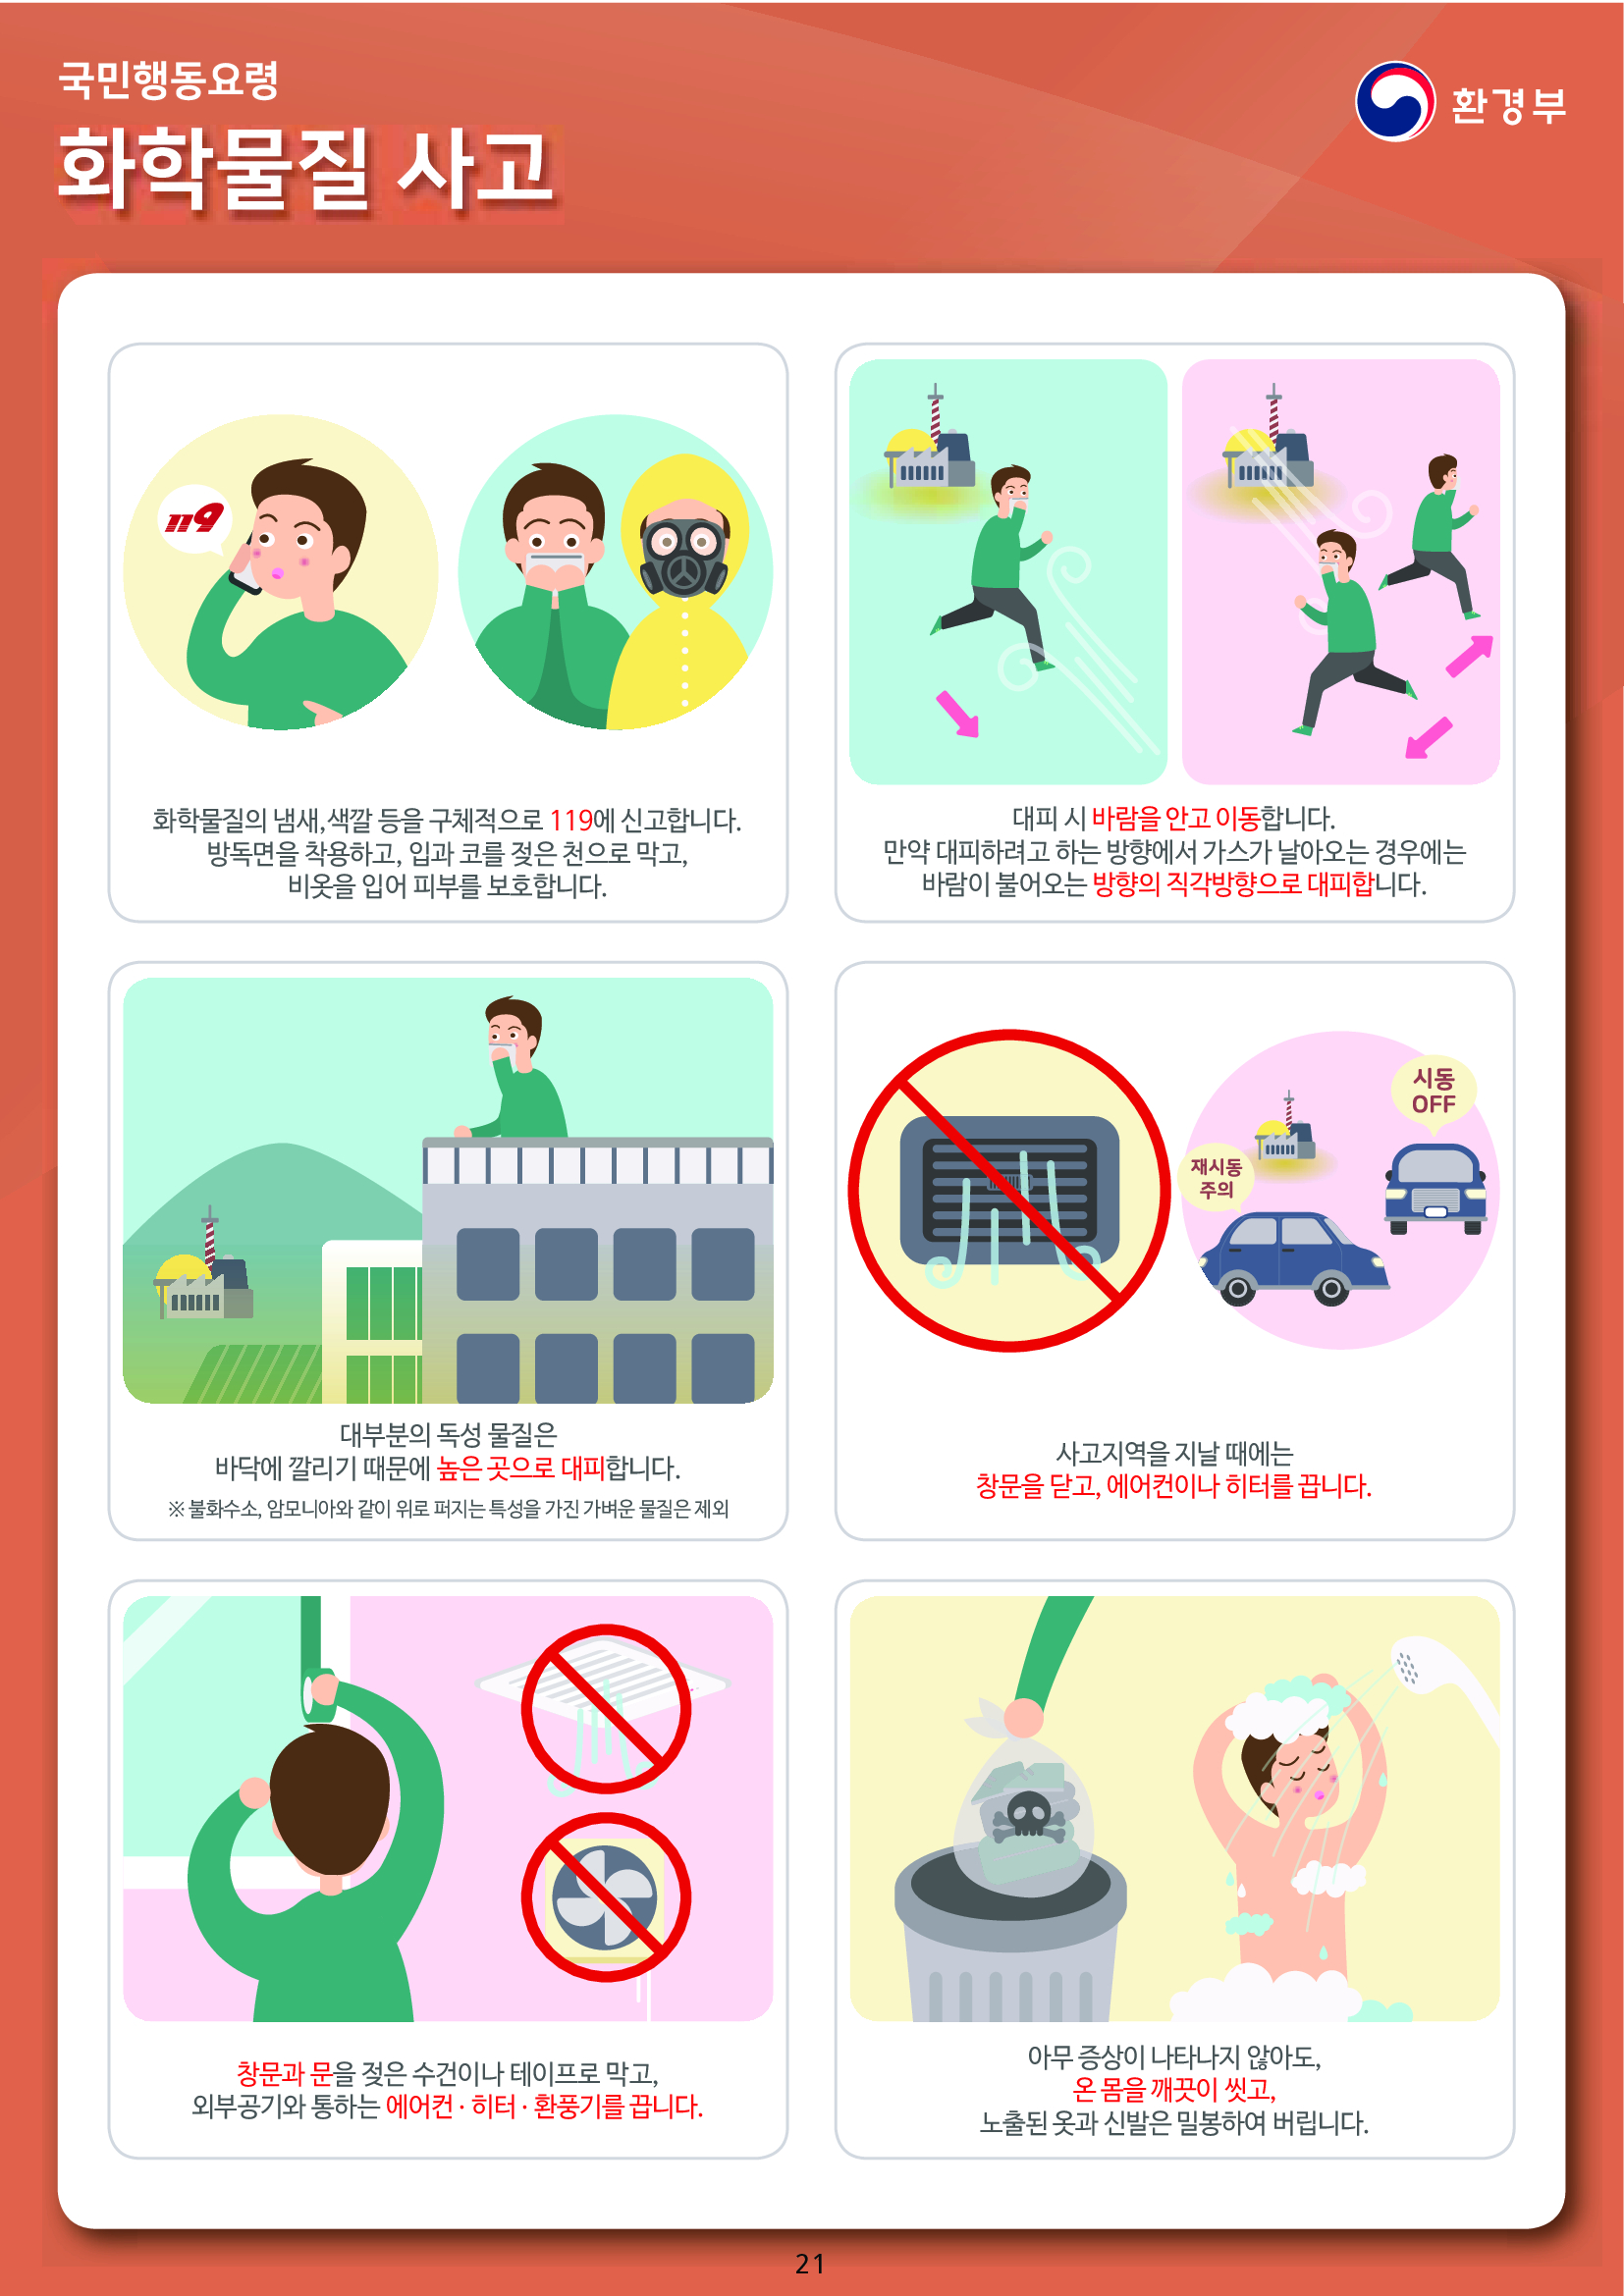 국민행동요령
화학물질 사고
환경부
119
화학물질의 냄새, 색깔 등을 구체적으로 119에 신고합니다.
방독면을 착용하고, 입과 코를 젖은 천으로 막고,
비옷을 입어 피부를 보호합니다.
대피 시 바람을 안고 이동합니다.
만약 대피하려고 하는 방향에서 가스가 날아오는 경우에는
바람이 불어오는 방향의 직각방향으로 대피합니다.
대부분의 독성 물질은
바닥에 깔리기 때문에 높은 곳으로 대피합니다.
※ 불화수소, 암모니아와 같이 위로 퍼지는 특성을 가진 가벼운 물질은 제외
시동
OFF
재시동
주의
사고지역을 지날 때에는
창문을 닫고, 에어컨이나 히터를 끕니다.
창문과 문을 젖은 수건이나 테이프로 막고,
외부공기와 통하는 에어컨 · 히터 · 환풍기를 끕니다.
아무 증상이 나타나지 않아도,
온 몸을 깨끗이 씻고,
노출된 옷과 신발은 밀봉하여 버립니다.
21